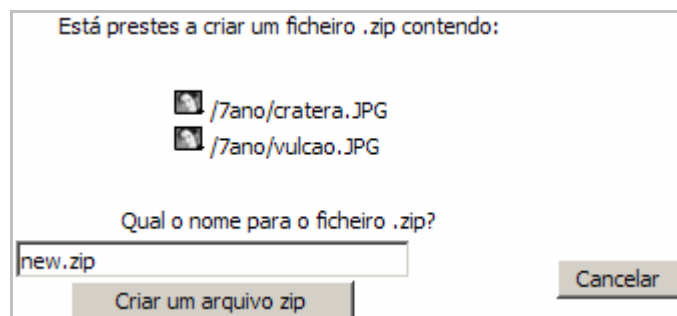 Está prestes a criar um ficheiro .zip contendo:
/7ano/cratera.JPG
/7ano/vulcao.JPG
Qual o nome para o ficheiro .zip?
new.zip
Cancelar
Criar um arquivo zip